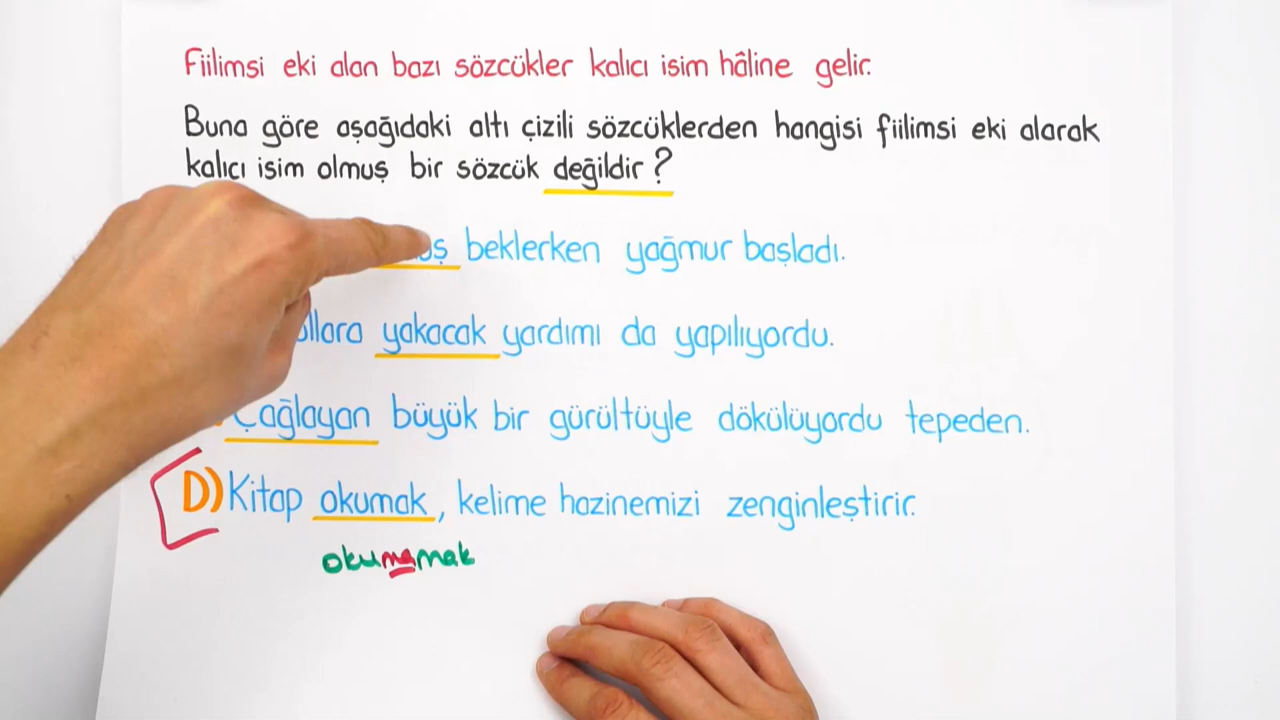 Fiilimsi eki alan bazı sözcükler kalıcı isim hâline gelir.
Buna göre aşağıdaki altı çizili sözcüklerden hangisi fiilimsi eki alarak
kalıcı isim olmuş bir sözcük değildir?
beklerken yağmur başladı.
yakacak yardımı da yapılıyordu.
Çağlayan büyük bir gürültüyle dökülüyordu tepeden.
D) Kitap okumak, kelime hazinemizi zenginleştirir.
okumamak